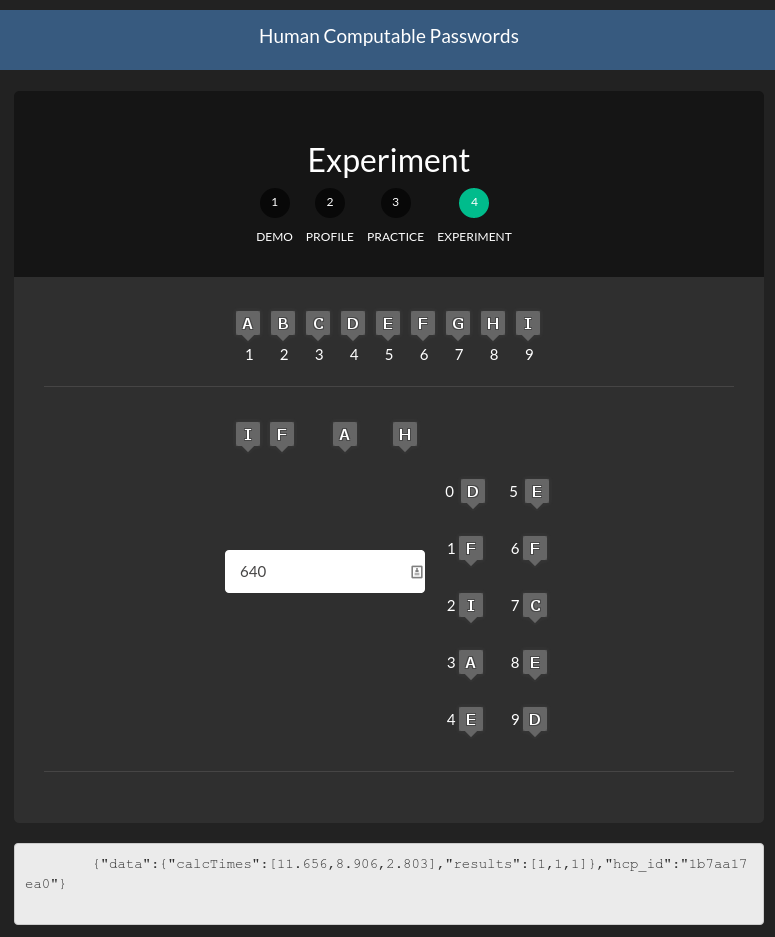 Human Computable Passwords
Experiment
1 2 3 4
DEMO PROFILE PRACTICE EXPERIMENT
A B C D E F G H I
1 2 3 4 5 6 7 8 9
I F A H
0 D 5 E
1 F 6 F
640
2 I 7 C
3 A 8 E
4 E 9 D
{"data":{"calcTimes":[11.656,8.906,2.803],"results":[1,1,1]},"hcp_id":"1b7aa17
ea0"}